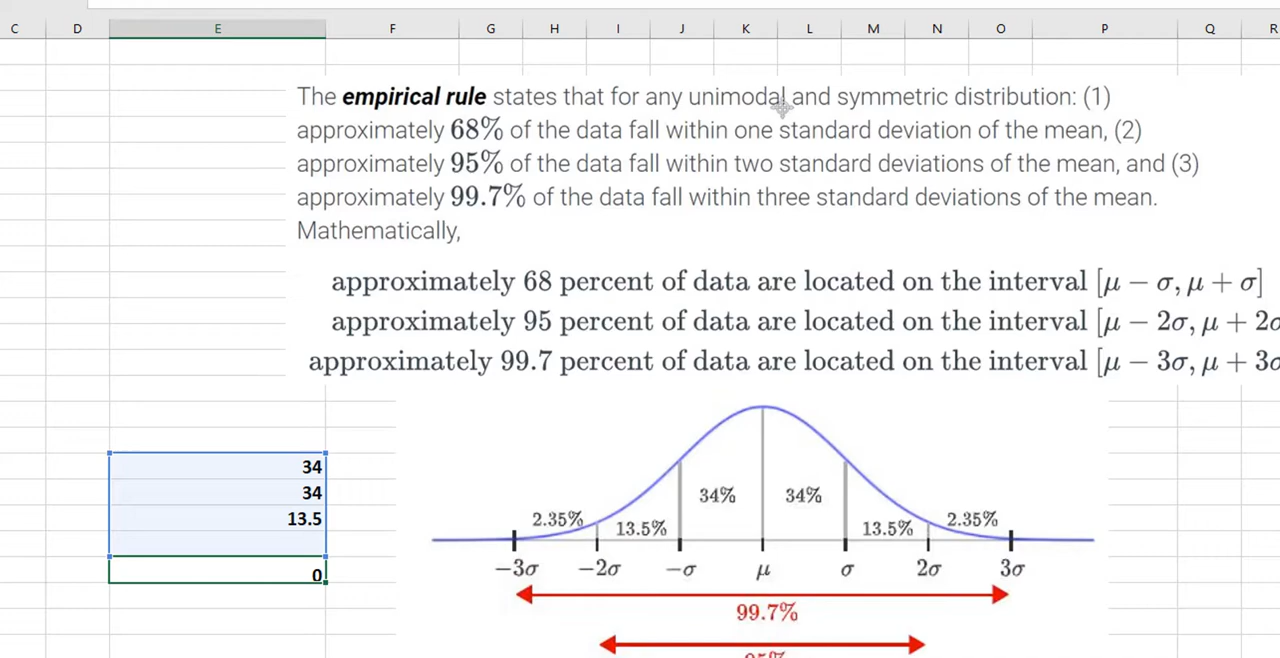 C D E F G H I J K L M N O P Q R
The empirical rule states that for any unimodal and symmetric distribution: (1)
approximately 68% of the data fall within one standard deviation of the mean, (2)
approximately 95% of the data fall within two standard deviations of the mean, and (3)
approximately 99.7% of the data fall within three standard deviations of the mean.
Mathematically,
approximately 68 percent of data are located on the interval [μ − σ, μ + σ]
approximately 95 percent of data are located on the interval [μ − 2σ, μ + 2σ
approximately 99.7 percent of data are located on the interval [μ − 3σ, μ + 3σ
34
34
13.5
0
34% 34%
2.35% 13.5% 13.5% 2.35%
−3σ −2σ −σ μ σ 2σ 3σ
99.7%
95%